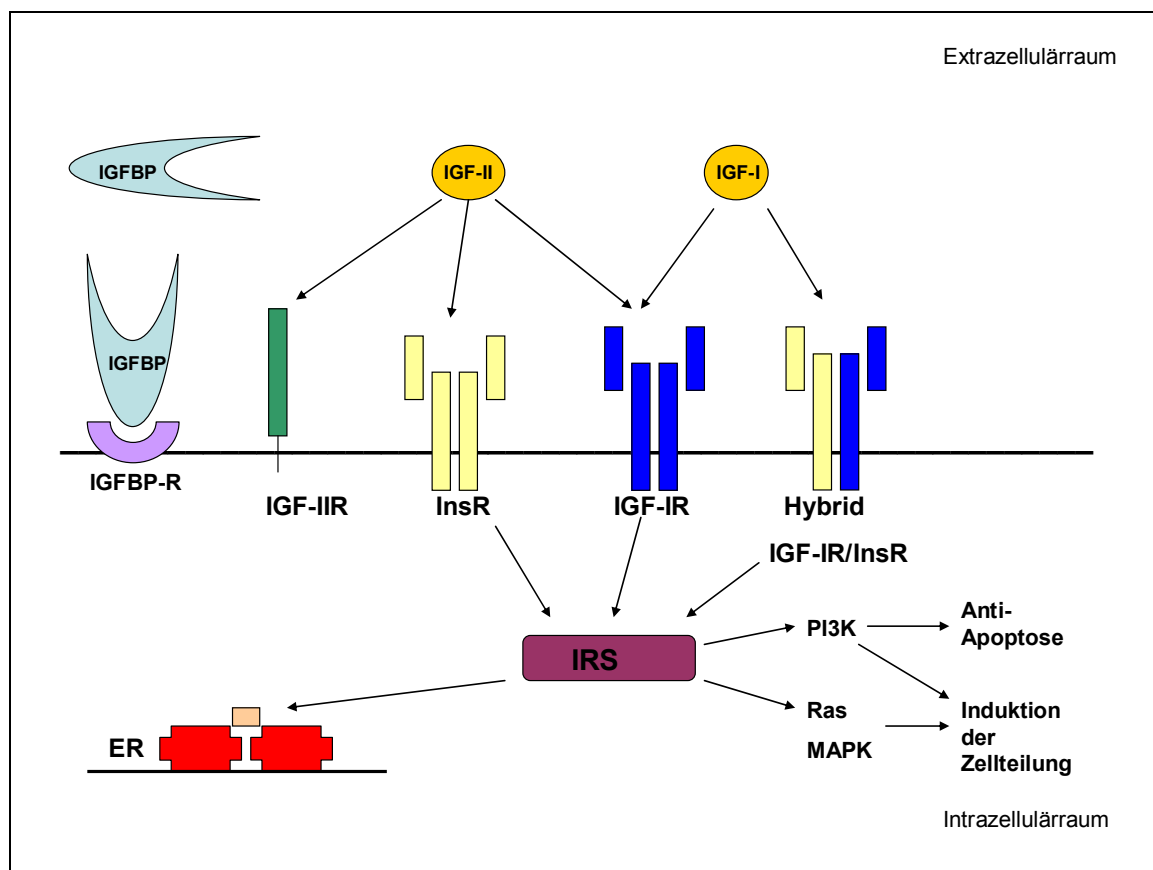 Extrazellulärraum
IGFBP
IGF-II
IGF-I
IGFBP
IGFBP-R
IGF-IIR
InsR
IGF-IR
Hybrid
IGF-IR/InsR
IRS
PI3K
Anti-
Apoptose
Ras
MAPK
Induktion
der
Zellteilung
ER
Intrazellulärraum